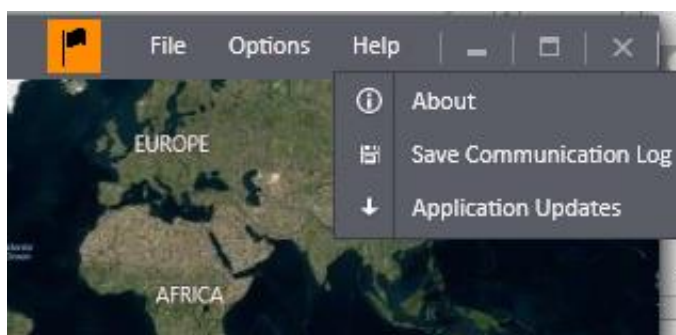 File Options Help
About
Save Communication Log
Application Updates
EUROPE
AFRICA